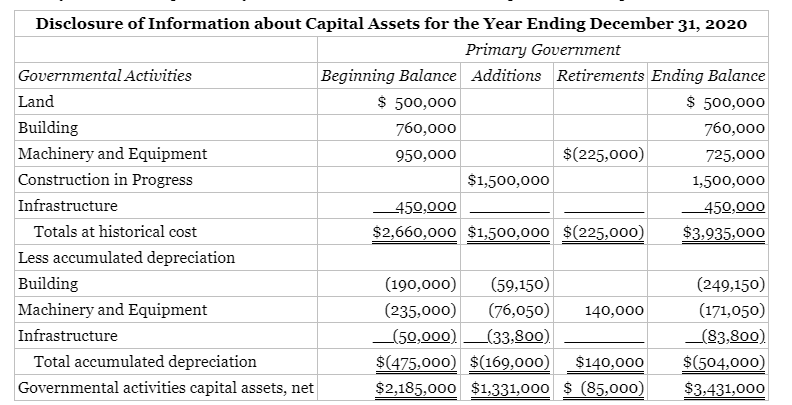 Disclosure of Information about Capital Assets for the Year Ending December 31, 2020
Primary Government
Governmental Activities Beginning Balance Additions Retirements Ending Balance
Land $ 500,000 $ 500,000
Building 760,000 760,000
Machinery and Equipment 950,000 $(225,000) 725,000
Construction in Progress $1,500,000 1,500,000
Infrastructure 450,000 450,000
Totals at historical cost $2,660,000 $1,500,000 $(225,000) $3,935,000
Less accumulated depreciation
Building (190,000) (59,150) (249,150)
Machinery and Equipment (235,000) (76,050) 140,000 (171,050)
Infrastructure (50,000) (33,800) (83,800)
Total accumulated depreciation $(475,000) $(169,000) $140,000 $(504,000)
Governmental activities capital assets, net $2,185,000 $1,331,000 $ (85,000) $3,431,000